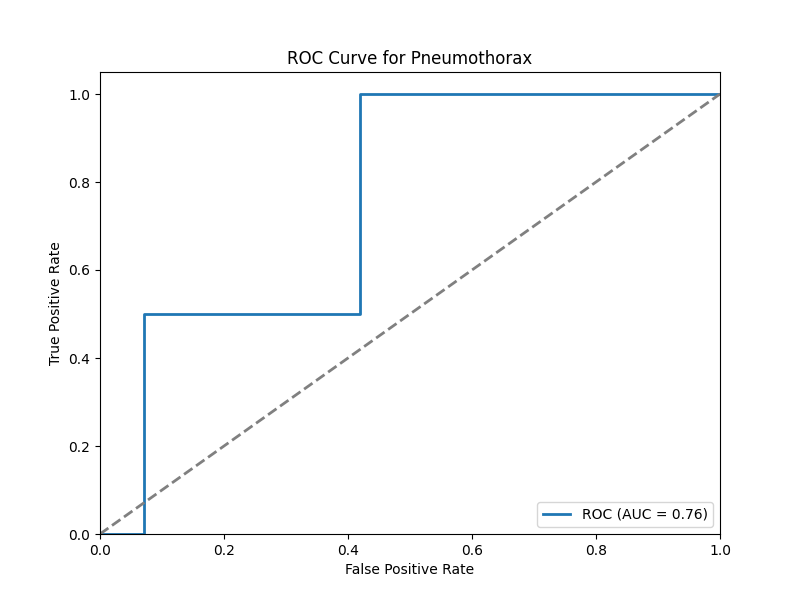 ROC Curve for Pneumothorax
True Positive Rate
1.0
0.8
0.6
0.4
0.2
0.0
0.0 0.2 0.4 0.6 0.8 1.0
False Positive Rate
ROC (AUC = 0.76)